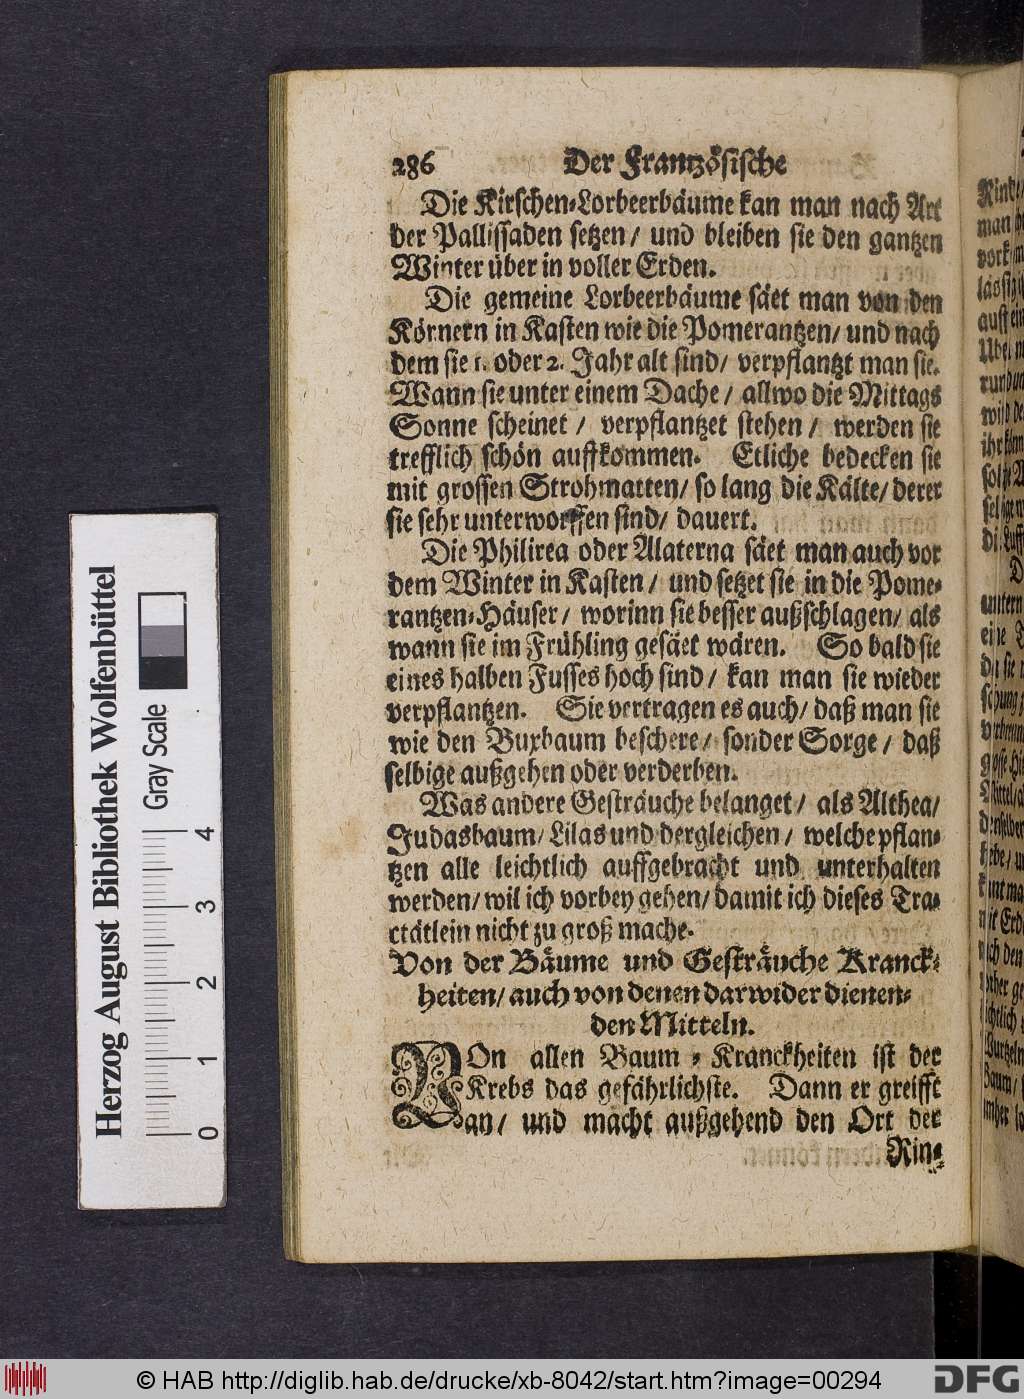 286 Der Frantzösische
Die Kirschen-Lorbeerbäume kan man nach Art
der Pallissaden setzen/ und bleiben sie den gantzen
Winter über in voller Erden.
Die gemeine Lorbeerbäume säet man von den
Körnern in Kasten wie die Pomerantzen/ und nach
dem sie 1. oder 2. Jahr alt sind/ verpflantzt man sie.
Wann sie unter einem Dache/ allwo die Mittags
Sonne scheinet/ verpflantzet stehen/ werden sie
trefflich schön auffkommen. Etliche bedecken sie
mit grossen Strohmatten/ so lang die Kälte/ derer
sie sehr unterworffen sind/ dauert.
Die Philirea oder Alaterna säet man auch vor
dem Winter in Kasten/ und setzet sie in die Pome-
rantzen-Häuser/ worinn sie besser außschlagen/ als
wann sie im Frühling gesäet wären. So bald sie
eines halben Fusses hoch sind/ kan man sie wieder
verpflantzen. Sie vertragen es auch/ daß man sie
wie den Buxbaum beschere/ sonder Sorge/ daß
selbige außgehen oder verderben.
Was andere Gesträuche belanget/ als Althea/
Judasbaum/ Lilas und dergleichen/ welche pflan-
tzen alle leichtlich auffgebracht und unterhalten
werden/ wil ich vorbey gehen/ damit ich dieses Tra-
ctätlein nicht zu groß mache.
Von der Bäume und Gesträuche Kranck-
heiten/ auch von denen darwider dienen-
den Mitteln.
VOn allen Baum-Kranckheiten ist der
Krebs das gefährlichste. Dann er greifft
an/ und macht außgehend den Ort der
Rin-
Herzog August Bibliothek Wolfenbüttel
Gray Scale
0 1 2 3 4
© HAB http://diglib.hab.de/drucke/xb-8042/start.htm?image=00294
DFG